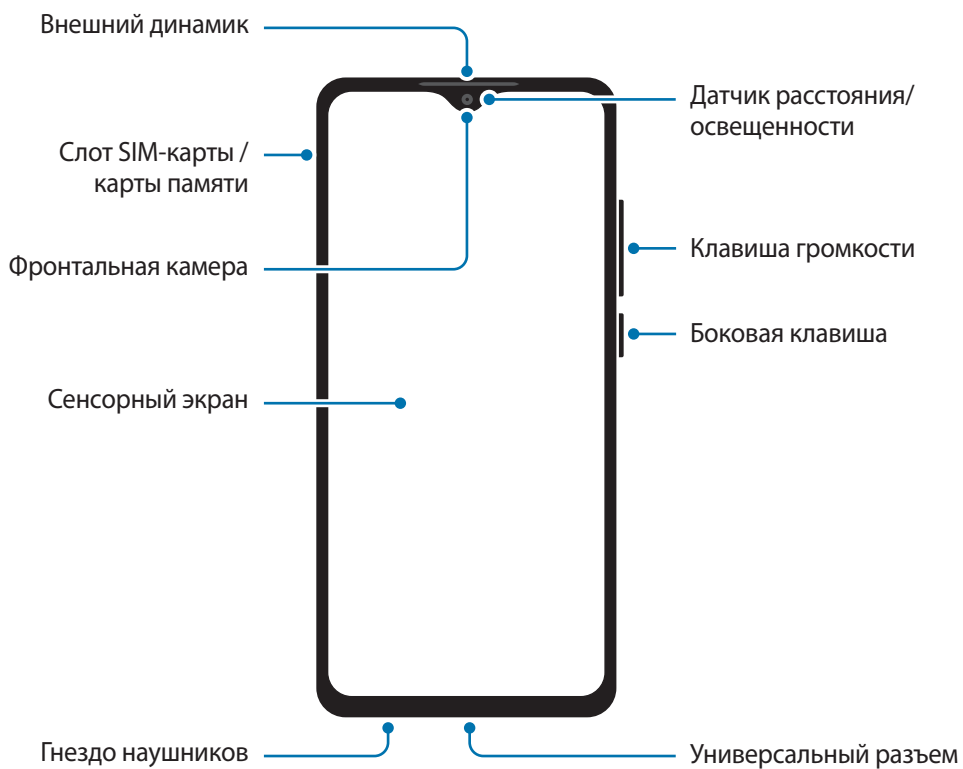 Внешний динамик
Датчик расстояния/
освещенности
Слот SIM-карты /
карты памяти
Клавиша громкости
Фронтальная камера
Боковая клавиша
Сенсорный экран
Гнездо наушников
Универсальный разъем